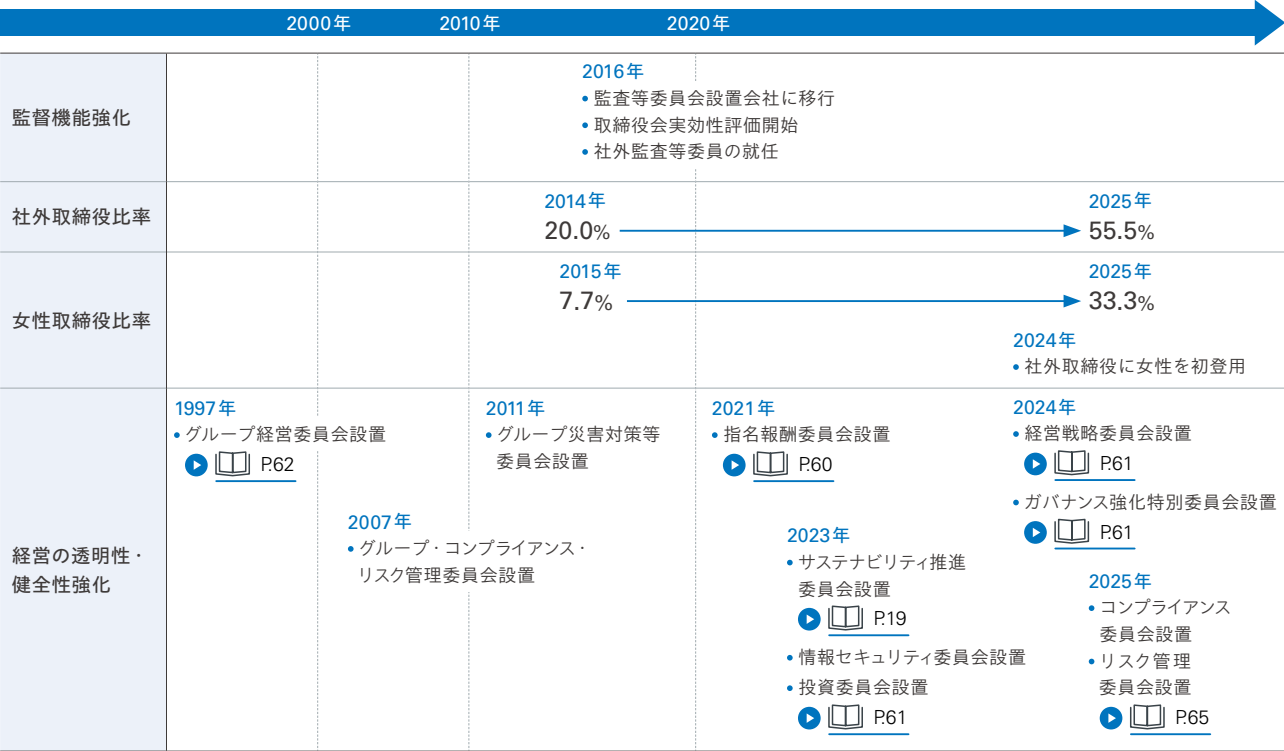 2000年 2010年 2020年
監督機能強化
2016年
• 監査等委員会設置会社に移行
• 取締役会実効性評価開始
• 社外監査等委員の就任
社外取締役比率
2014年
20.0%
2025年
55.5%
女性取締役比率
2015年
7.7%
2025年
33.3%
2024年
• 社外取締役に女性を初登用
経営の透明性・
健全性強化
1997年
• グループ経営委員会設置
P.62
2007年
• グループ・コンプライアンス・
リスク管理委員会設置
2011年
• グループ災害対策等
委員会設置
2021年
• 指名報酬委員会設置
P.60
2023年
• サステナビリティ推進
委員会設置
P.19
• 情報セキュリティ委員会設置
• 投資委員会設置
P.61
2024年
• 経営戦略委員会設置
P.61
• ガバナンス強化特別委員会設置
P.61
2025年
• コンプライアンス
委員会設置
• リスク管理
委員会設置
P.65